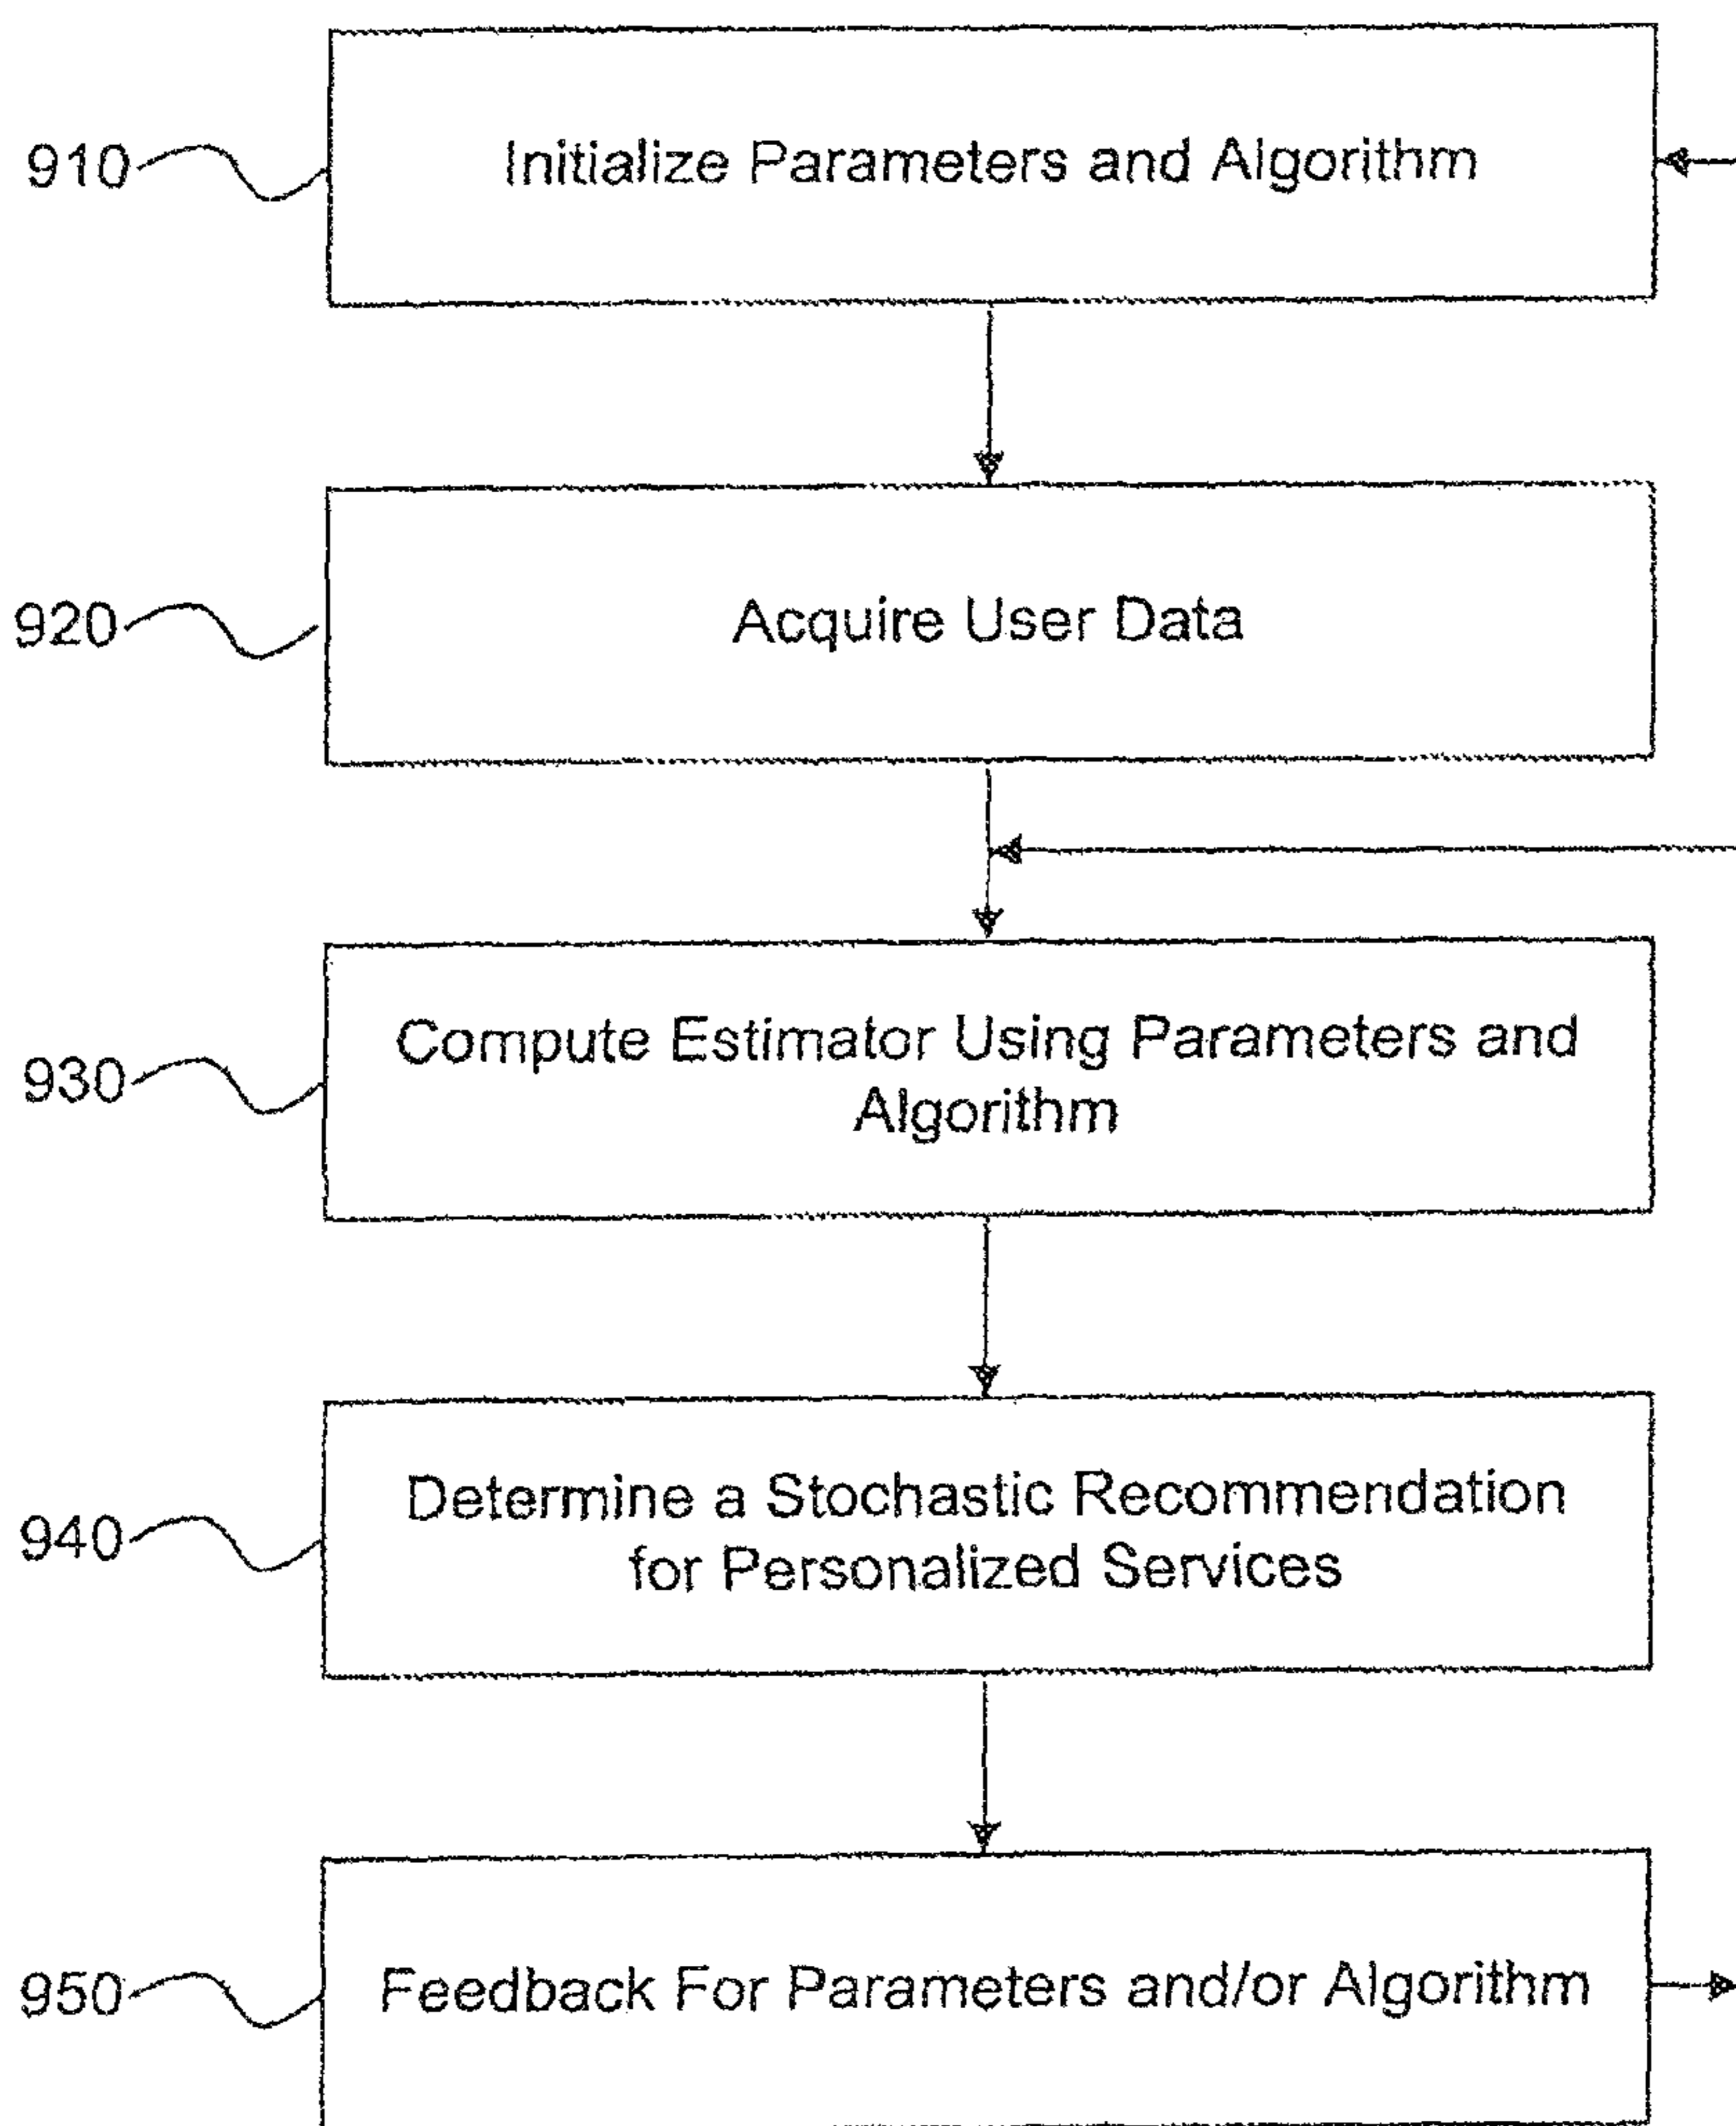 910
Initialize Parameters and Algorithm
920
Acquire User Data
930
Compute Estimator Using Parameters and
Algorithm
940
Determine a Stochastic Recommendation
for Personalized Services
950
Feedback For Parameters and/or Algorithm